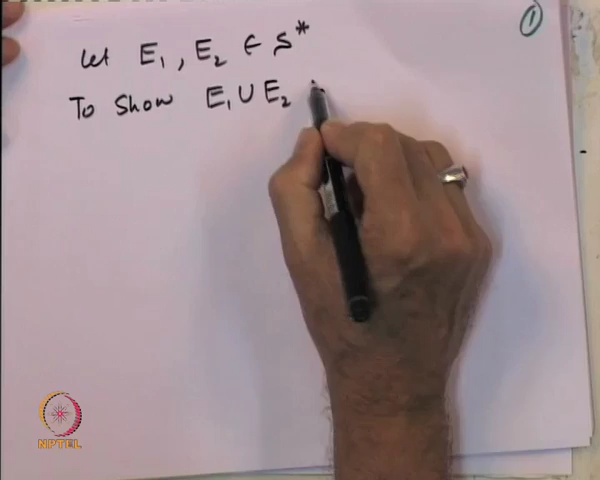 ①
Let E₁, E₂ ∈ S*
To Show E₁ ∪ E₂
NPTEL